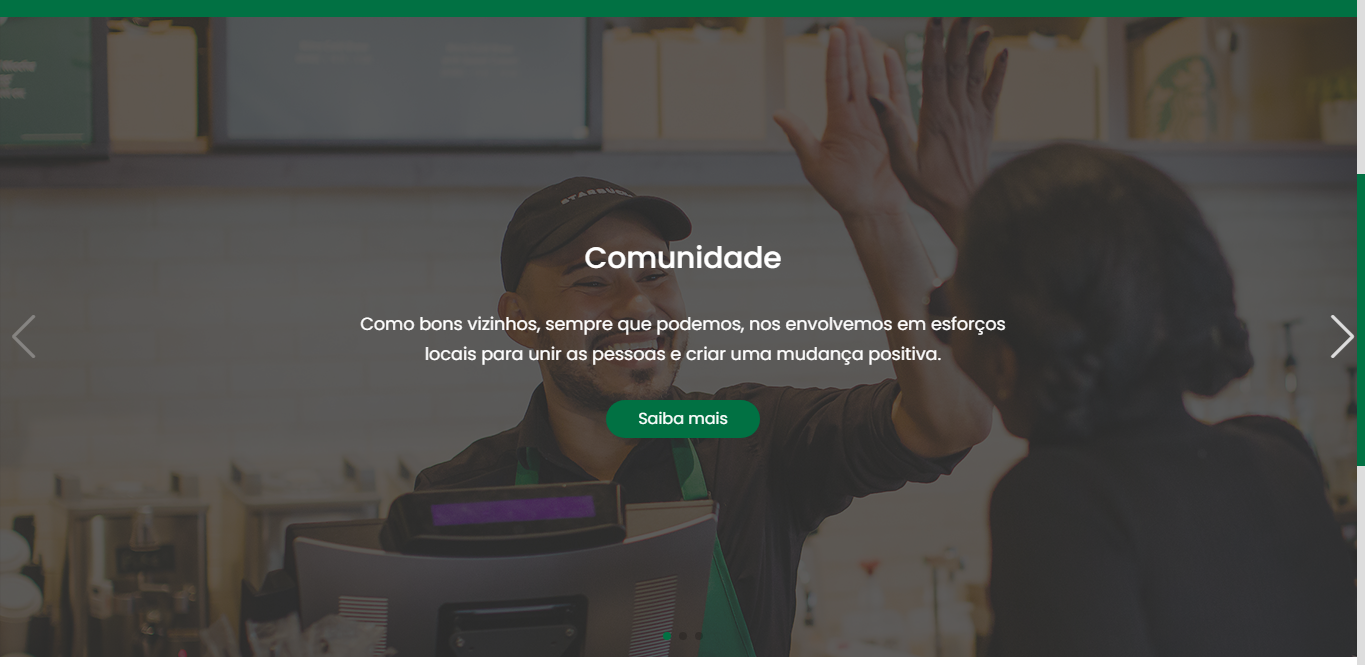 STARBUCKS
Comunidade
Como bons vizinhos, sempre que podemos, nos envolvemos em esforços
locais para unir as pessoas e criar uma mudança positiva.
Saiba mais